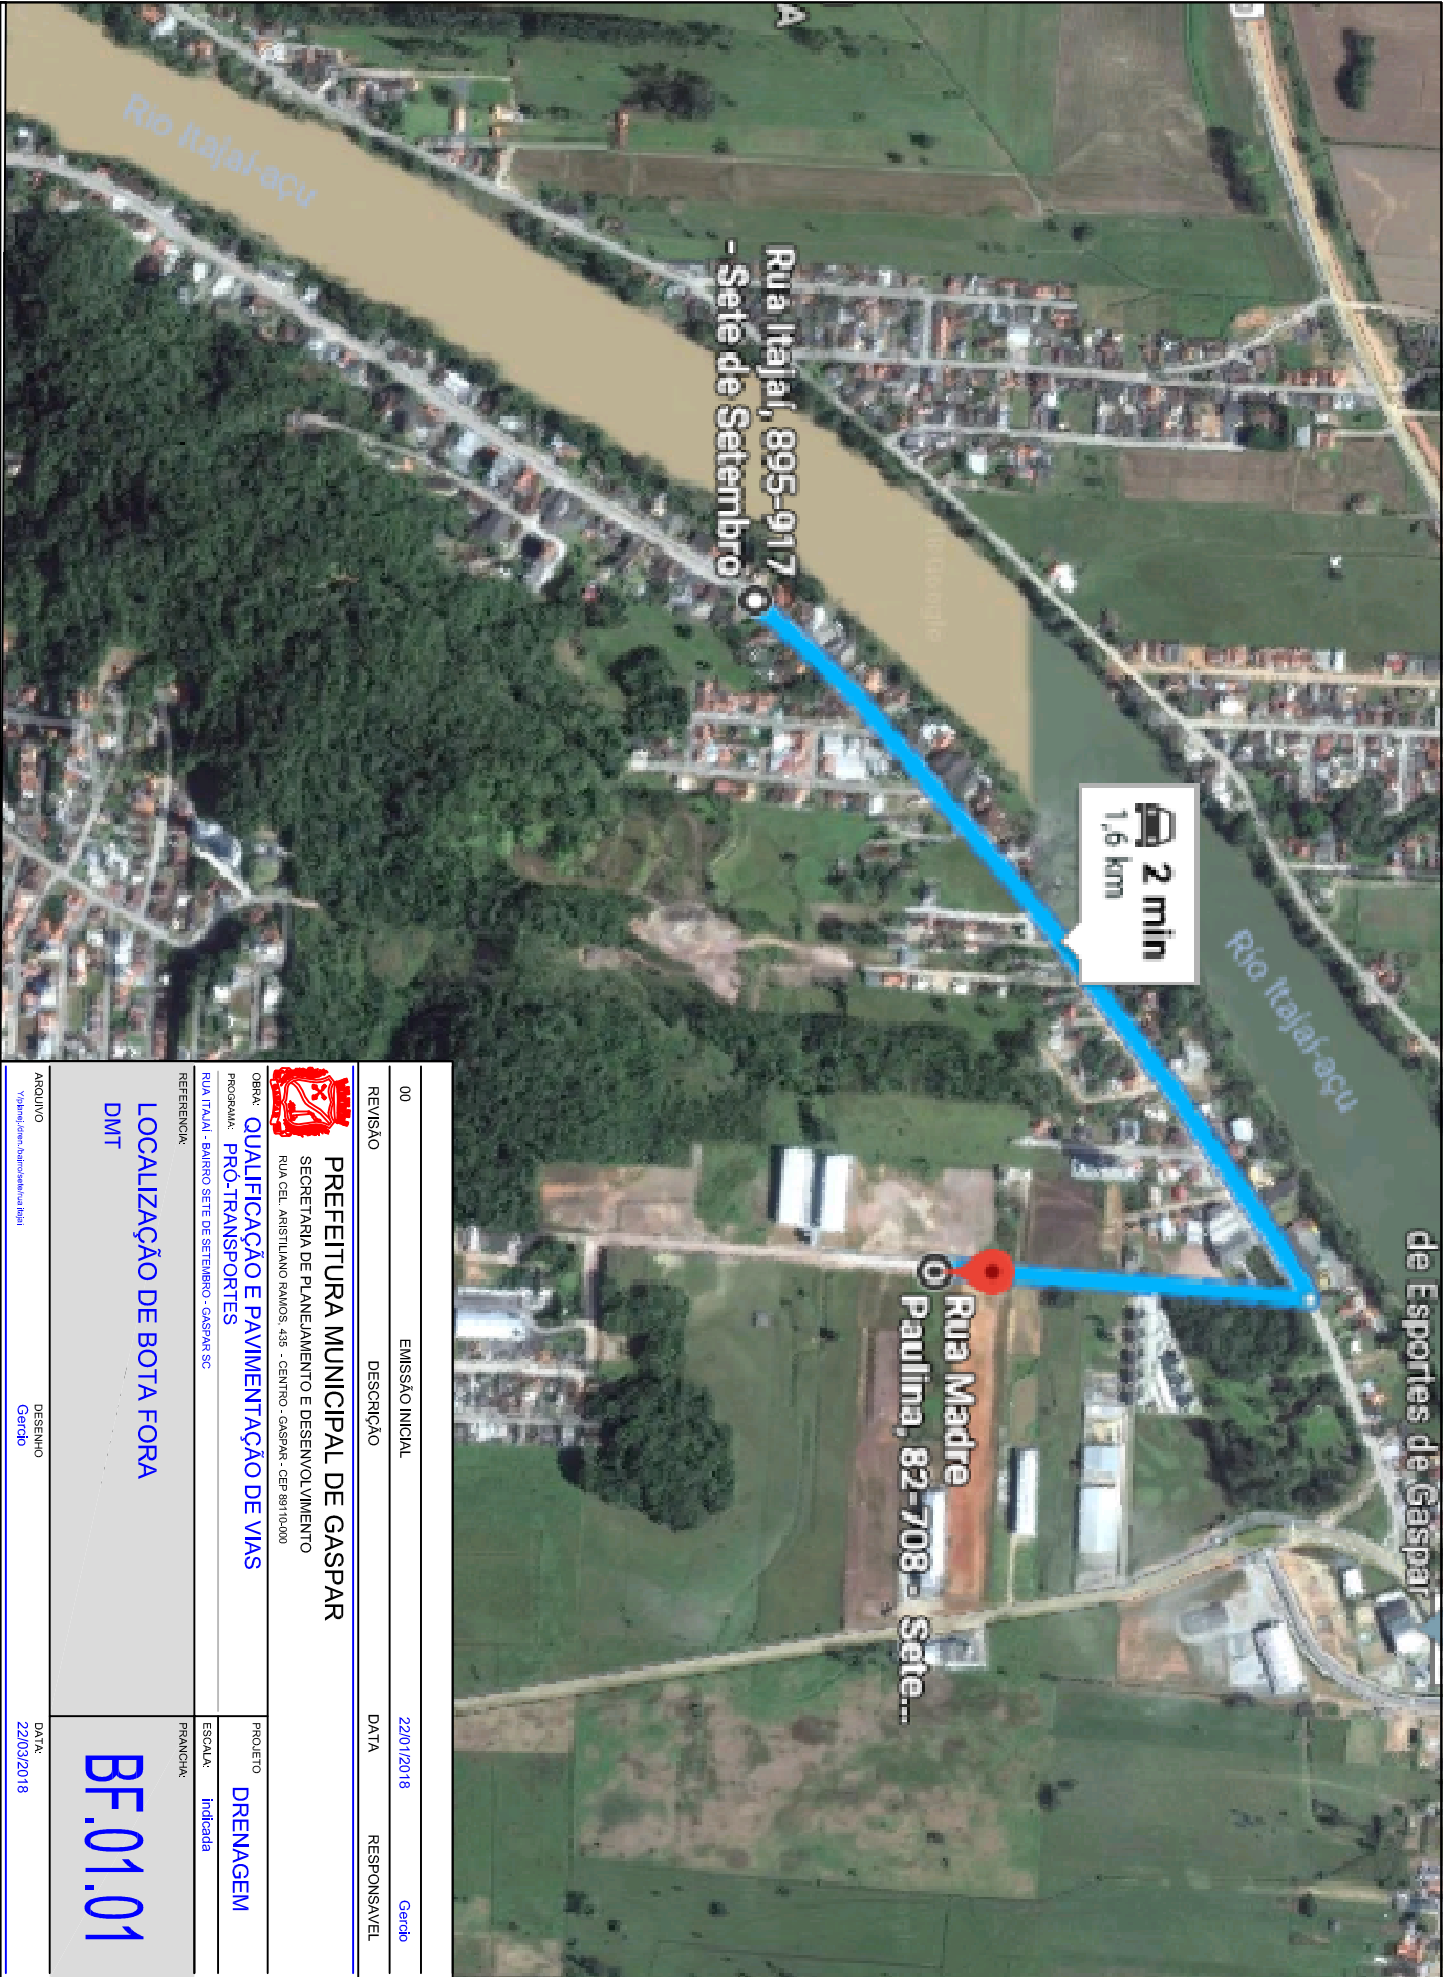 A
Rio Itajaí-açu
Rua Itajaí, 895-917
- Sete de Setembro
Google
2 min
1,6 km
Rio Itajaí-açu
de Esportes de Gaspar
Rua Madre
Paulina, 82-708 - Sete...
00 EMISSÃO INICIAL 22/01/2018 Gercio
REVISÃO DESCRIÇÃO DATA RESPONSAVEL
PREFEITURA MUNICIPAL DE GASPAR
SECRETARIA DE PLANEJAMENTO E DESENVOLVIMENTO
RUA CEL. ARISTILIANO RAMOS, 435 - CENTRO - GASPAR - CEP 89110-000
OBRA: QUALIFICAÇÃO E PAVIMENTAÇÃO DE VIAS
PROGRAMA: PRÓ-TRANSPORTES
RUA ITAJAÍ - BAIRRO SETE DE SETEMBRO - GASPAR SC
PROJETO DRENAGEM
ESCALA: indicada
REFERENCIA:
LOCALIZAÇÃO DE BOTA FORA
DMT
PRANCHA:
BF.01.01
ARQUIVO
DESENHO
Gercio
DATA:
22/03/2018